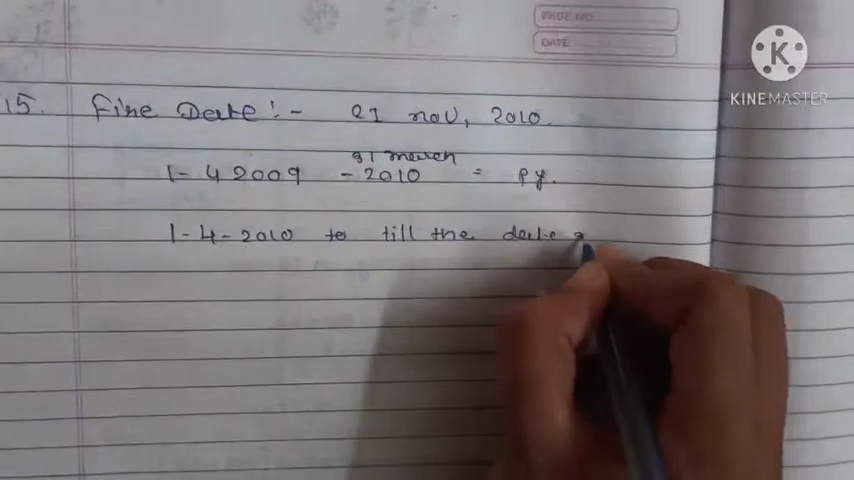 PAGE NO
DATE
KINEMASTER
15. Fire Date :- 21 nov, 2010.
31 march
1-4 2009 - 2010 = py.
1-4-2010 to till the date